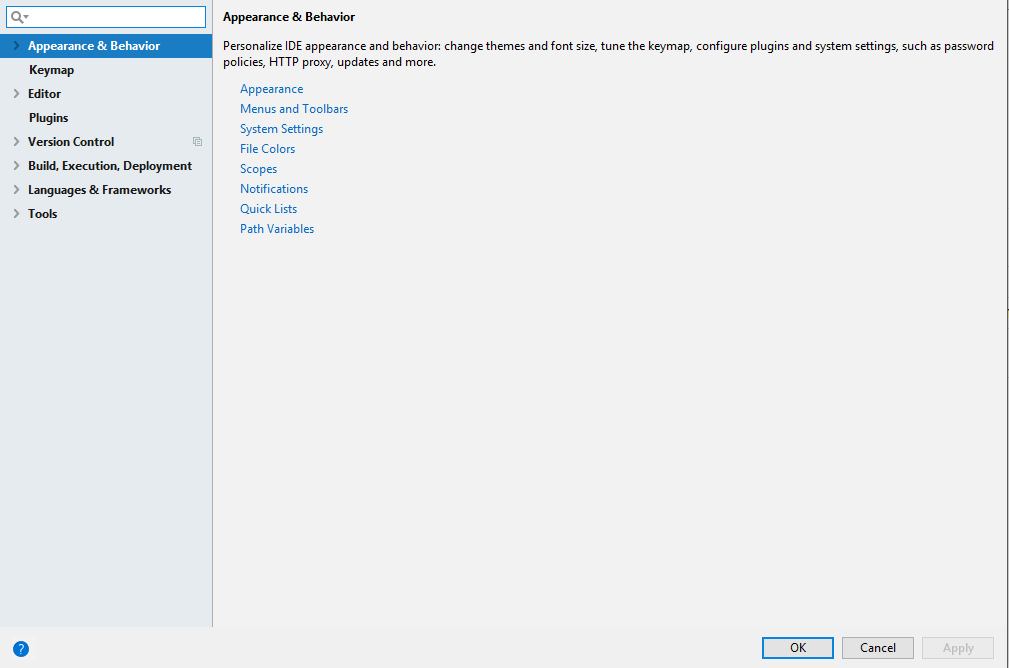 Appearance & Behavior
Keymap
Editor
Plugins
Version Control
Build, Execution, Deployment
Languages & Frameworks
Tools
Appearance & Behavior
Personalize IDE appearance and behavior: change themes and font size, tune the keymap, configure plugins and system settings, such as password
policies, HTTP proxy, updates and more.
Appearance
Menus and Toolbars
System Settings
File Colors
Scopes
Notifications
Quick Lists
Path Variables
?
OK
Cancel
Apply